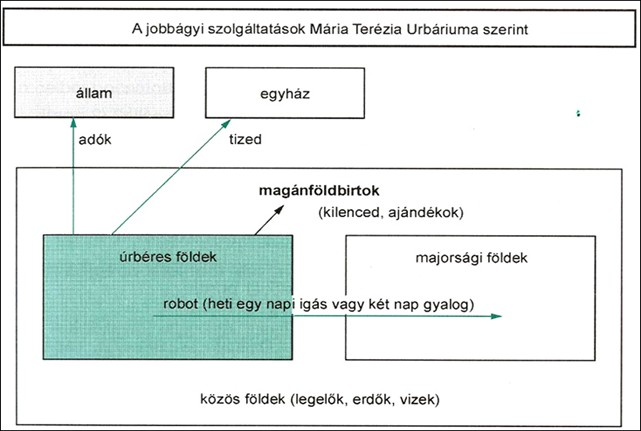 A jobbágyi szolgáltatások Mária Terézia Urbáriuma szerint
állam
egyház
adók
tized
magánföldbirtok
(kilenced, ajándékok)
úrbéres földek
majorsági földek
robot (heti egy napi igás vagy két nap gyalog)
közös földek (legelők, erdők, vizek)